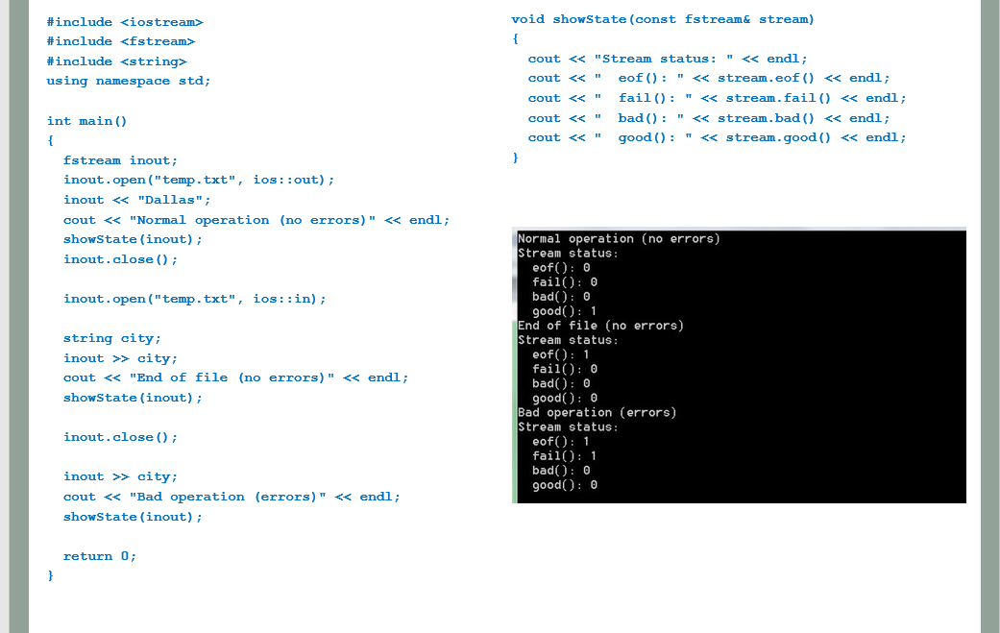 #include <iostream>
#include <fstream>
#include <string>
using namespace std;

int main()
{
  fstream inout;
  inout.open("temp.txt", ios::out);
  inout << "Dallas";
  cout << "Normal operation (no errors)" << endl;
  showState(inout);
  inout.close();

  inout.open("temp.txt", ios::in);

  string city;
  inout >> city;
  cout << "End of file (no errors)" << endl;
  showState(inout);

  inout.close();

  inout >> city;
  cout << "Bad operation (errors)" << endl;
  showState(inout);

  return 0;
}
void showState(const fstream& stream)
{
  cout << "Stream status: " << endl;
  cout << "  eof(): " << stream.eof() << endl;
  cout << "  fail(): " << stream.fail() << endl;
  cout << "  bad(): " << stream.bad() << endl;
  cout << "  good(): " << stream.good() << endl;
}
Normal operation (no errors)
Stream status:
  eof(): 0
  fail(): 0
  bad(): 0
  good(): 1
End of file (no errors)
Stream status:
  eof(): 1
  fail(): 0
  bad(): 0
  good(): 0
Bad operation (errors)
Stream status:
  eof(): 1
  fail(): 1
  bad(): 0
  good(): 0